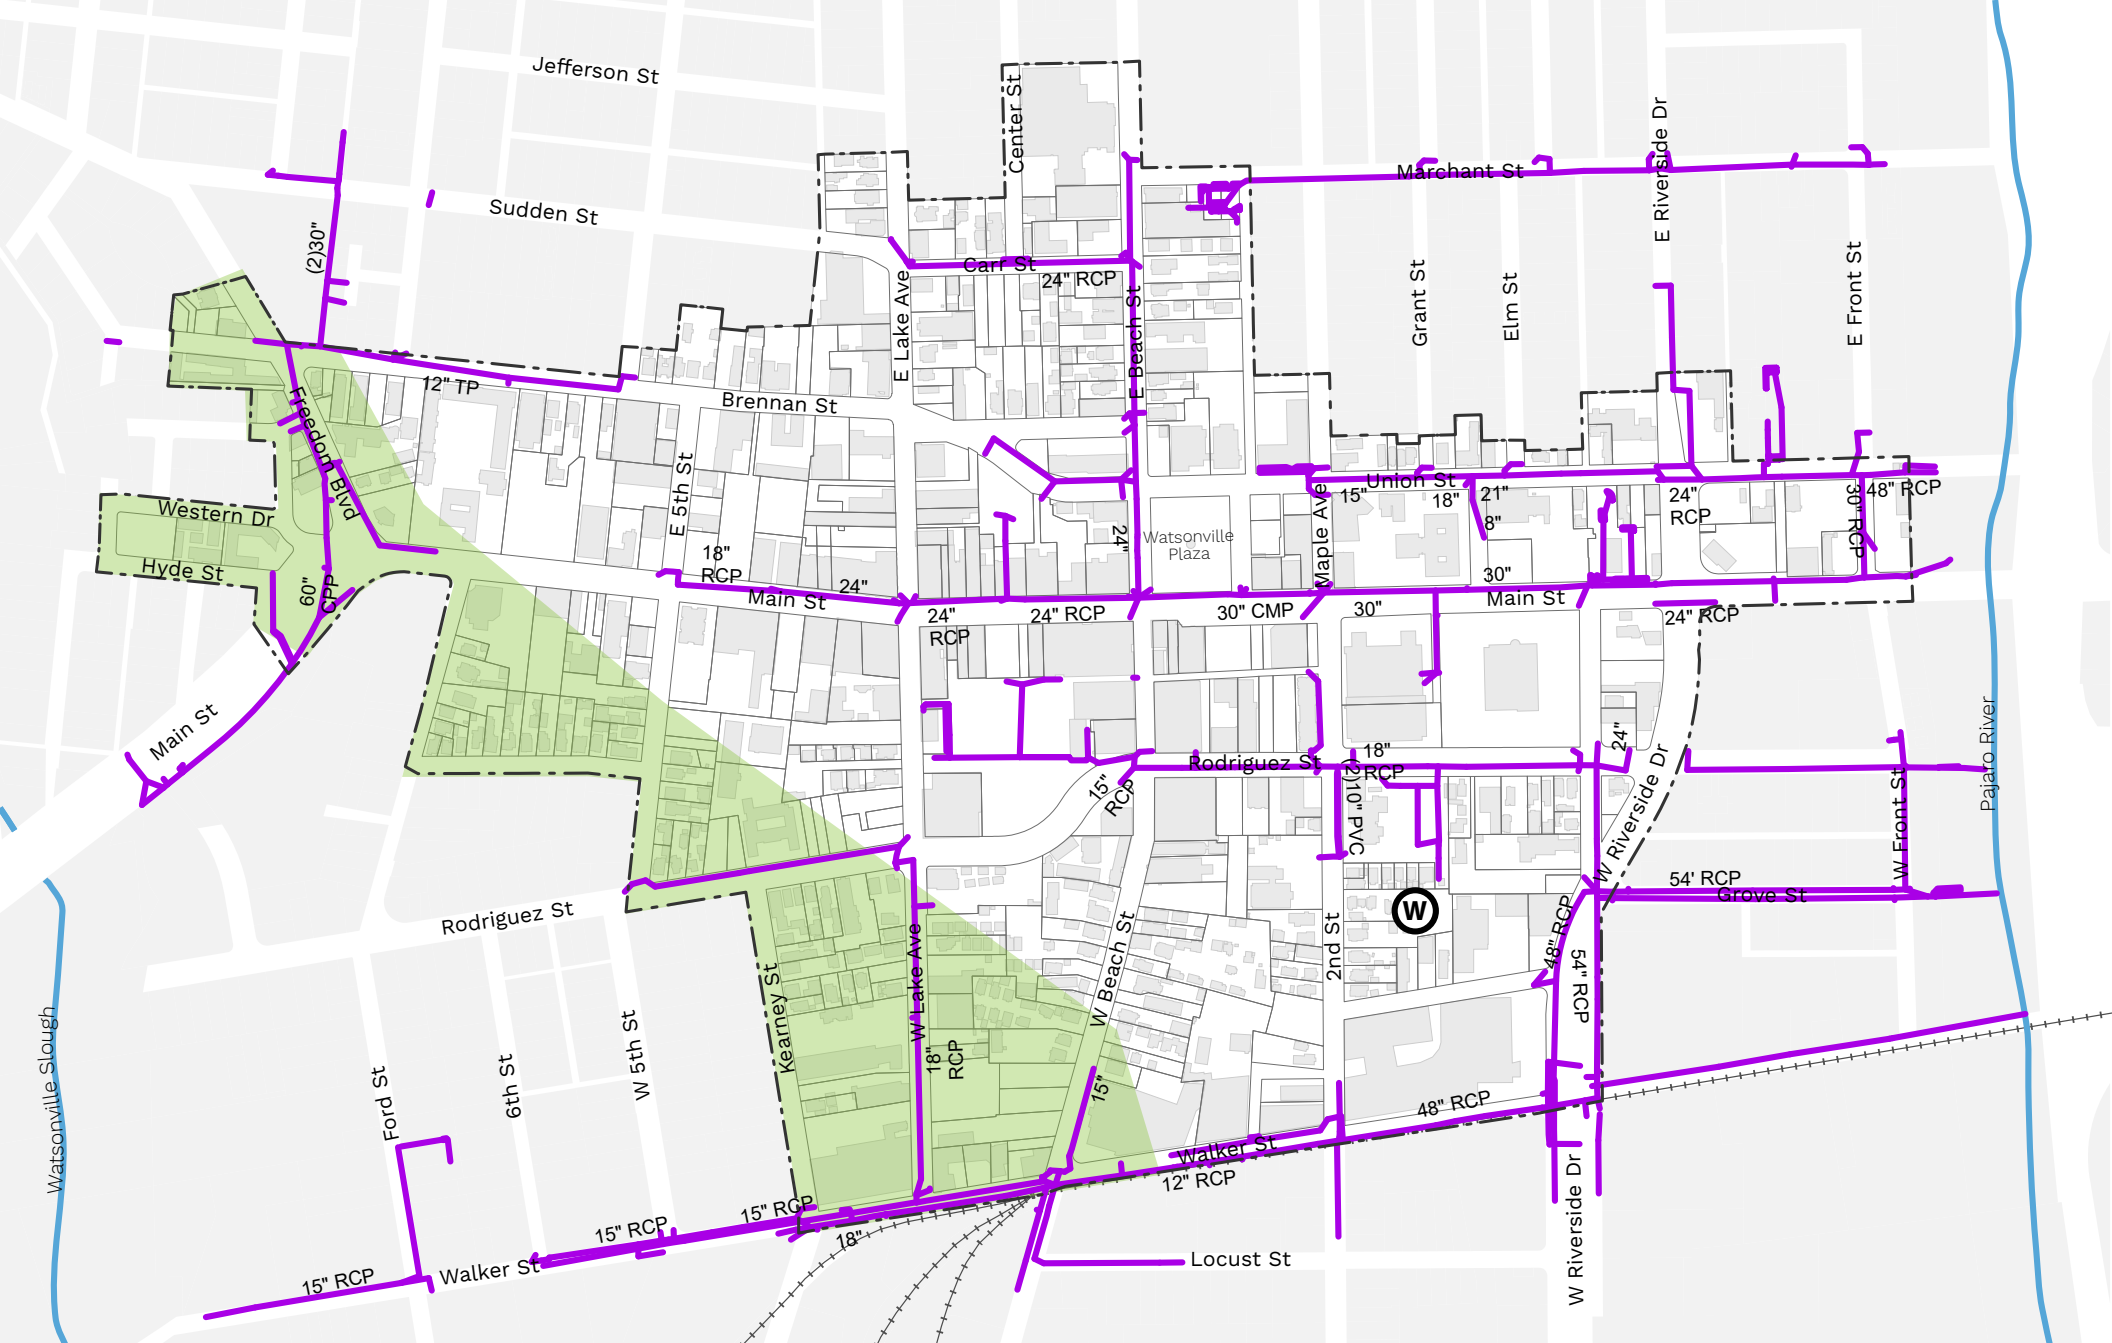 Jefferson St
Center St
E Riverside Dr
Marchant St
Sudden St
(2)30"
Carr St
24" RCP
E Lake Ave
E Beach St
Grant St
Elm St
E Front St
12" TP
Brennan St
Freedom Blvd
E 5th St
Union St
15"
18"
21"
8"
24"
RCP
48" RCP
30" RCP
Western Dr
Hyde St
60"
CPP
18"
RCP
24"
Main St
24"
RCP
24" RCP
24"
Watsonville
Plaza
Maple Ave
30" CMP
30"
30"
Main St
24" RCP
Main St
Rodriguez St
18"
RCP
(2)10" PVC
24"
W Riverside Dr
Pajaro River
W Front St
15"
RCP
54' RCP
Grove St
W
Rodriguez St
48" RCP
54" RCP
2nd St
W Beach St
W Lake Ave
Kearney St
18"
RCP
15"
Watsonville Slough
Ford St
6th St
W 5th St
48" RCP
Walker St
12" RCP
15" RCP
15" RCP
18"
15" RCP
Walker St
Locust St
W Riverside Dr